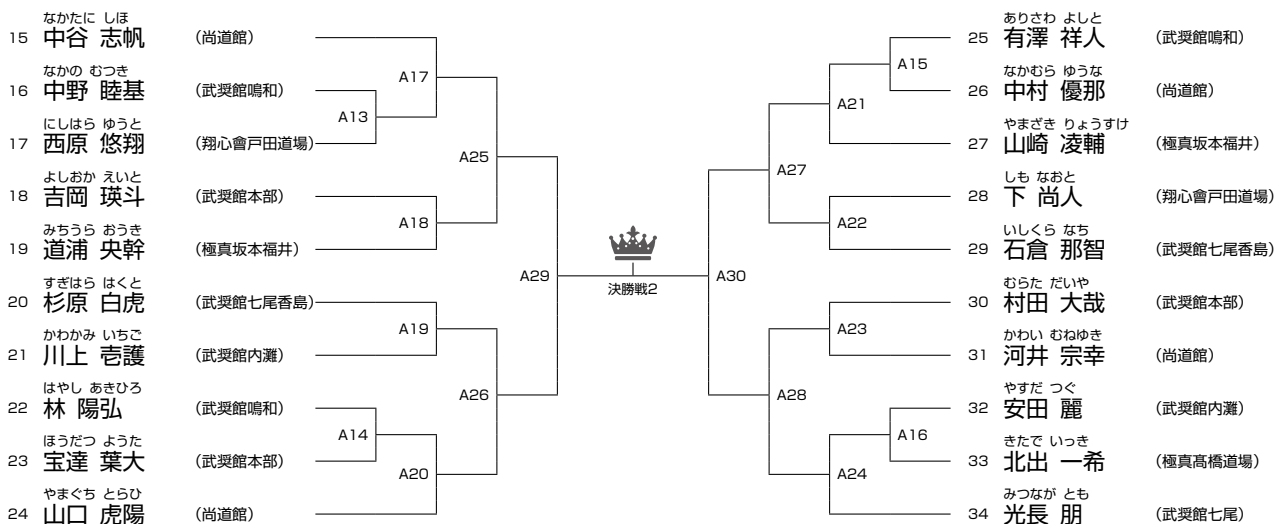 なかたに しほ
15 中谷 志帆 (尚道館)
なかの むつき
16 中野 睦基 (武奨館鳴和)
にしはら ゆうと
17 西原 悠翔 (翔心會戸田道場)
よしおか えいと
18 吉岡 瑛斗 (武奨館本部)
みちうら おうき
19 道浦 央幹 (極真坂本福井)
すぎはら はくと
20 杉原 白虎 (武奨館七尾香島)
かわかみ いちご
21 川上 壱護 (武奨館内灘)
はやし あきひろ
22 林 陽弘 (武奨館鳴和)
ほうだつ ようた
23 宝達 葉大 (武奨館本部)
やまぐち とらひ
24 山口 虎陽 (尚道館)
A17
A13
A25
A18
A29
A19
A26
A14
A20
決勝戦2
A15
A21
A27
A22
A30
A23
A28
A16
A24
ありさわ よしと
25 有澤 祥人 (武奨館鳴和)
なかむら ゆうな
26 中村 優那 (尚道館)
やまざき りょうすけ
27 山崎 凌輔 (極真坂本福井)
しも なおと
28 下 尚人 (翔心會戸田道場)
いしくら なち
29 石倉 那智 (武奨館七尾香島)
むらた だいや
30 村田 大哉 (武奨館本部)
かわい むねゆき
31 河井 宗幸 (尚道館)
やすだ つぐ
32 安田 麗 (武奨館内灘)
きたで いっき
33 北出 一希 (極真髙橋道場)
みつなが とも
34 光長 朋 (武奨館七尾)